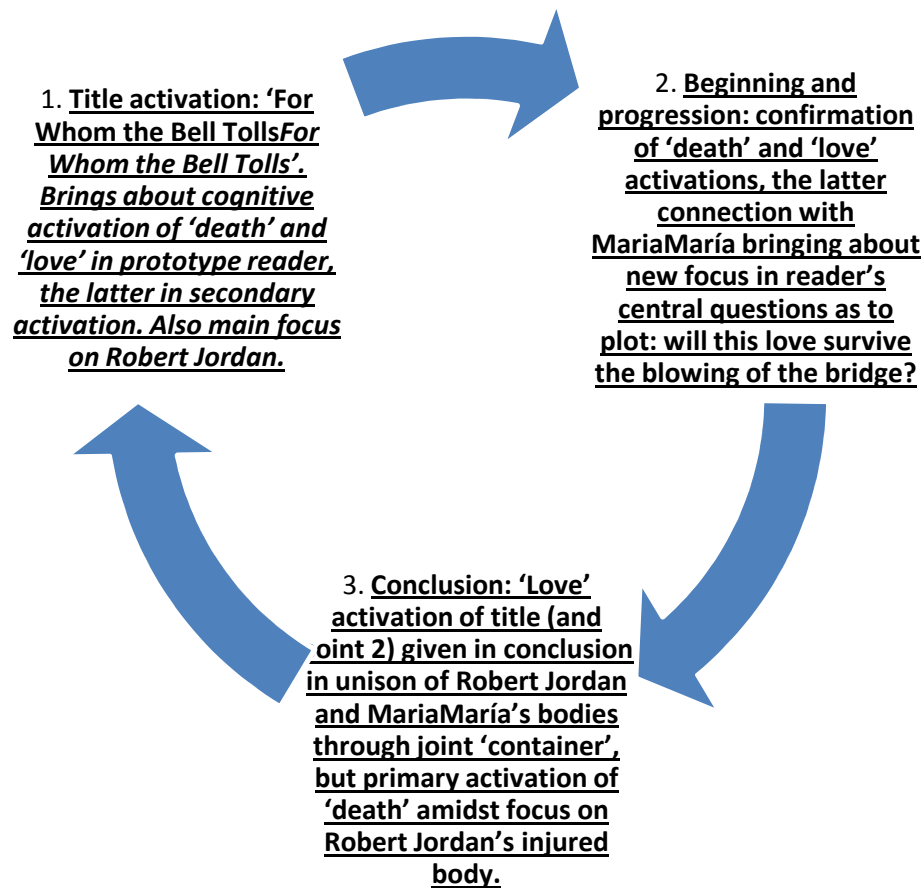 1. Title activation: ‘For
Whom the Bell TollsFor
Whom the Bell Tolls’.
Brings about cognitive
activation of ‘death’ and
‘love’ in prototype reader,
the latter in secondary
activation. Also main focus
on Robert Jordan.
2. Beginning and
progression: confirmation
of ‘death’ and ‘love’
activations, the latter
connection with
MariaMaría bringing about
new focus in reader’s
central questions as to
plot: will this love survive
the blowing of the bridge?
3. Conclusion: ‘Love’
activation of title (and
oint 2) given in conclusion
in unison of Robert Jordan
and MariaMaría’s bodies
through joint ‘container’,
but primary activation of
‘death’ amidst focus on
Robert Jordan’s injured
body.